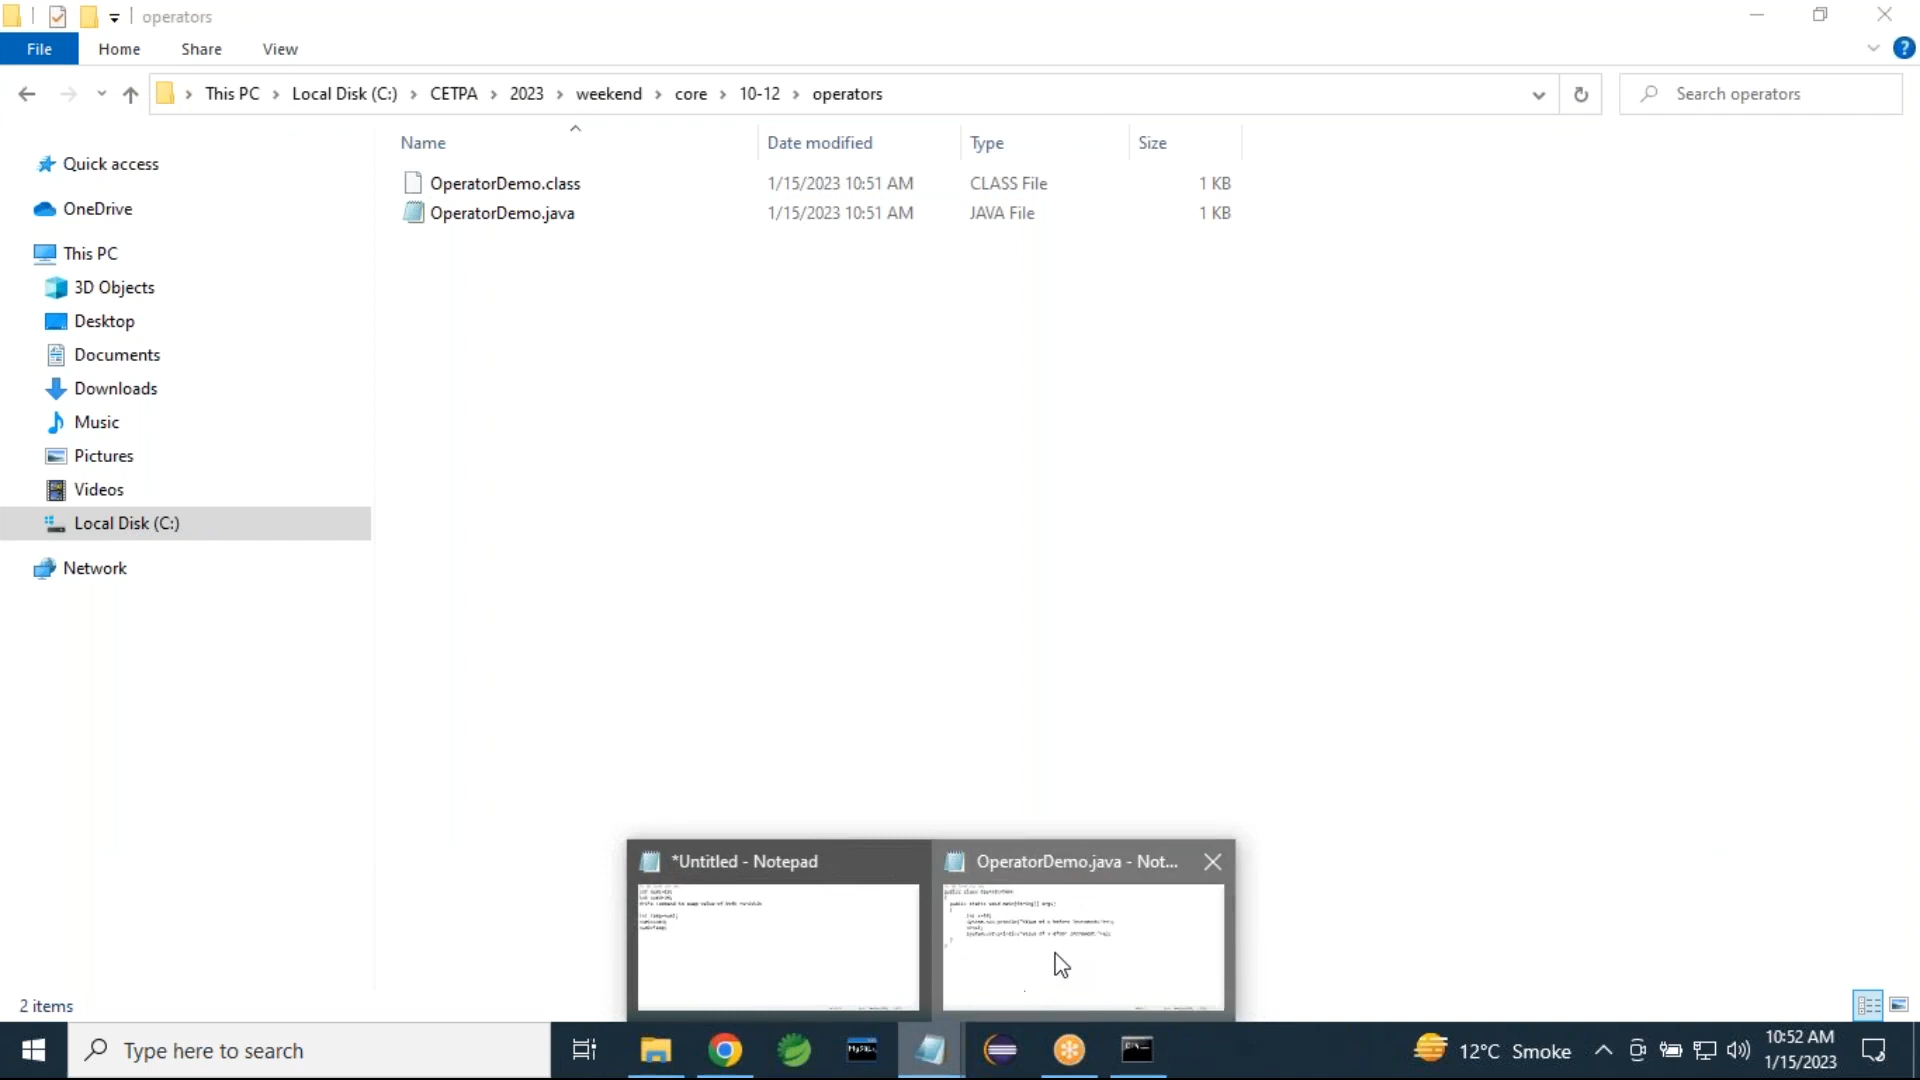 operators
File Home Share View
This PC Local Disk (C:) CETPA 2023 weekend core 10-12 operators Search operators
Name Date modified Type Size
Quick access
OperatorDemo.class 1/15/2023 10:51 AM CLASS File 1 KB
OperatorDemo.java 1/15/2023 10:51 AM JAVA File 1 KB
OneDrive
This PC
3D Objects
Desktop
Documents
Downloads
Music
Pictures
Videos
Local Disk (C:)
Network
*Untitled - Notepad
OperatorDemo.java - Not...
2 items
Type here to search
MySQL
12°C Smoke
10:52 AM
1/15/2023